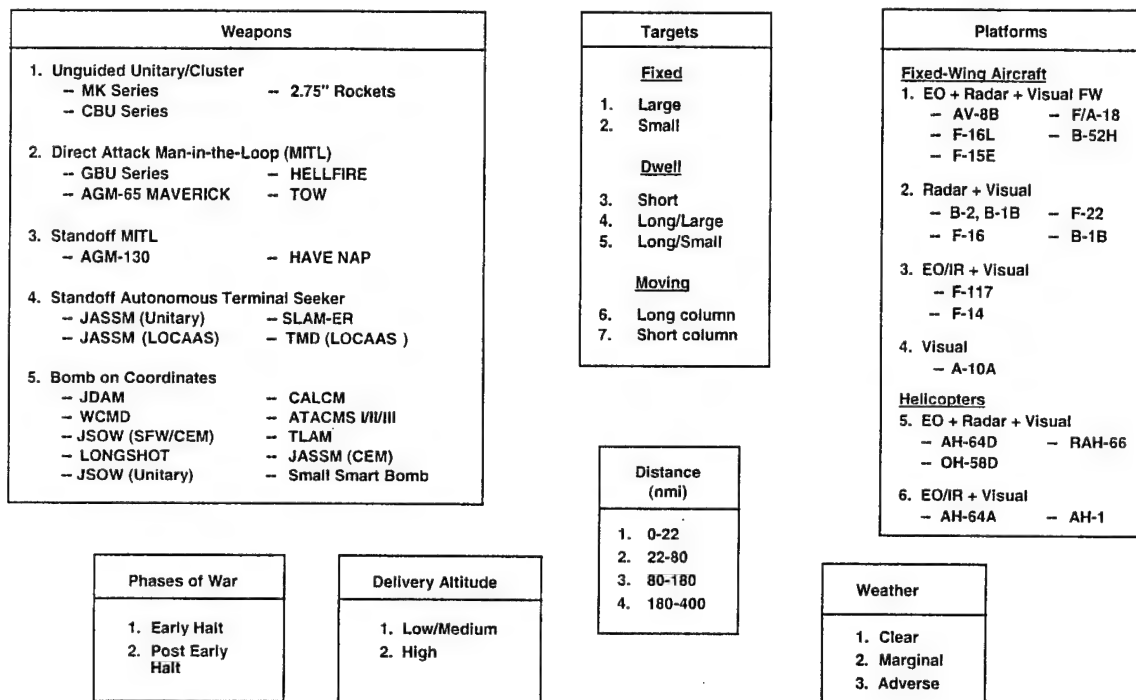 Weapons
1. Unguided Unitary/Cluster
-- MK Series -- 2.75" Rockets
-- CBU Series
2. Direct Attack Man-in-the-Loop (MITL)
-- GBU Series -- HELLFIRE
-- AGM-65 MAVERICK -- TOW
3. Standoff MITL
-- AGM-130 -- HAVE NAP
4. Standoff Autonomous Terminal Seeker
-- JASSM (Unitary) -- SLAM-ER
-- JASSM (LOCAAS) -- TMD (LOCAAS )
5. Bomb on Coordinates
-- JDAM -- CALCM
-- WCMD -- ATACMS I/II/III
-- JSOW (SFW/CEM) -- TLAM
-- LONGSHOT -- JASSM (CEM)
-- JSOW (Unitary) -- Small Smart Bomb
Targets
Fixed
1. Large
2. Small
Dwell
3. Short
4. Long/Large
5. Long/Small
Moving
6. Long column
7. Short column
Platforms
Fixed-Wing Aircraft
1. EO + Radar + Visual FW
-- AV-8B -- F/A-18
-- F-16L -- B-52H
-- F-15E
2. Radar + Visual
-- B-2, B-1B -- F-22
-- F-16 -- B-1B
3. EO/IR + Visual
-- F-117
-- F-14
4. Visual
-- A-10A
Helicopters
5. EO + Radar + Visual
-- AH-64D -- RAH-66
-- OH-58D
6. EO/IR + Visual
-- AH-64A -- AH-1
Distance
(nmi)
1. 0-22
2. 22-80
3. 80-180
4. 180-400
Phases of War
1. Early Halt
2. Post Early
Halt
Delivery Altitude
1. Low/Medium
2. High
Weather
1. Clear
2. Marginal
3. Adverse